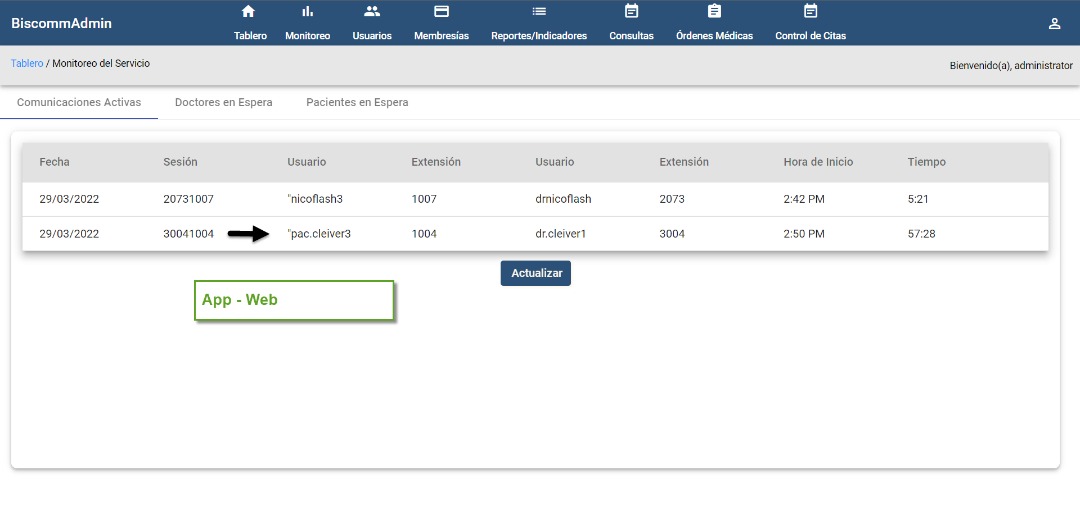 BiscommAdmin
Tablero Monitoreo Usuarios Membresías Reportes/Indicadores Consultas Órdenes Médicas Control de Citas
Tablero / Monitoreo del Servicio
Bienvenido(a), administrator
Comunicaciones Activas Doctores en Espera Pacientes en Espera
Fecha Sesión Usuario Extensión Usuario Extensión Hora de Inicio Tiempo
29/03/2022 20731007 "nicoflash3 1007 drnicoflash 2073 2:42 PM 5:21
29/03/2022 30041004 "pac.cleiver3 1004 dr.cleiver1 3004 2:50 PM 57:28
Actualizar
App - Web